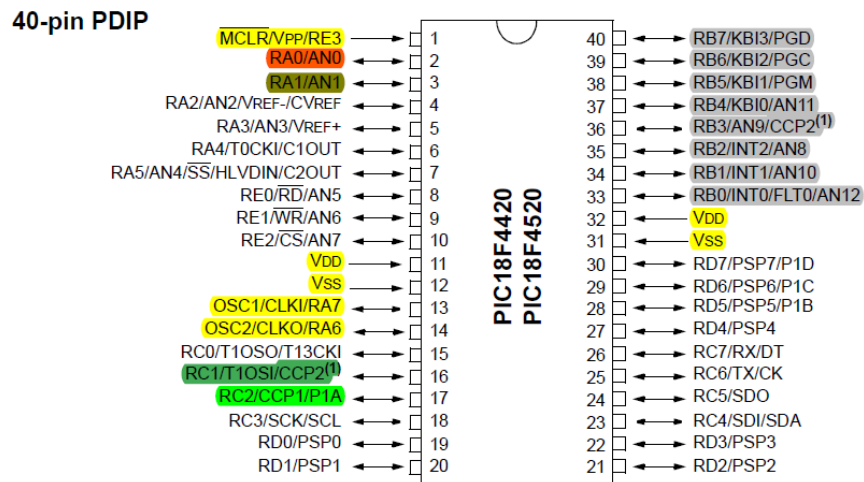 40-pin PDIP
MCLR/VPP/RE3 1
RA0/AN0 2
RA1/AN1 3
RA2/AN2/VREF-/CVREF 4
RA3/AN3/VREF+ 5
RA4/T0CKI/C1OUT 6
RA5/AN4/SS/HLVDIN/C2OUT 7
RE0/RD/AN5 8
RE1/WR/AN6 9
RE2/CS/AN7 10
VDD 11
VSS 12
OSC1/CLKI/RA7 13
OSC2/CLKO/RA6 14
RC0/T1OSO/T13CKI 15
RC1/T1OSI/CCP2(1) 16
RC2/CCP1/P1A 17
RC3/SCK/SCL 18
RD0/PSP0 19
RD1/PSP1 20
PIC18F4420
PIC18F4520
40 RB7/KBI3/PGD
39 RB6/KBI2/PGC
38 RB5/KBI1/PGM
37 RB4/KBI0/AN11
36 RB3/AN9/CCP2(1)
35 RB2/INT2/AN8
34 RB1/INT1/AN10
33 RB0/INT0/FLT0/AN12
32 VDD
31 VSS
30 RD7/PSP7/P1D
29 RD6/PSP6/P1C
28 RD5/PSP5/P1B
27 RD4/PSP4
26 RC7/RX/DT
25 RC6/TX/CK
24 RC5/SDO
23 RC4/SDI/SDA
22 RD3/PSP3
21 RD2/PSP2